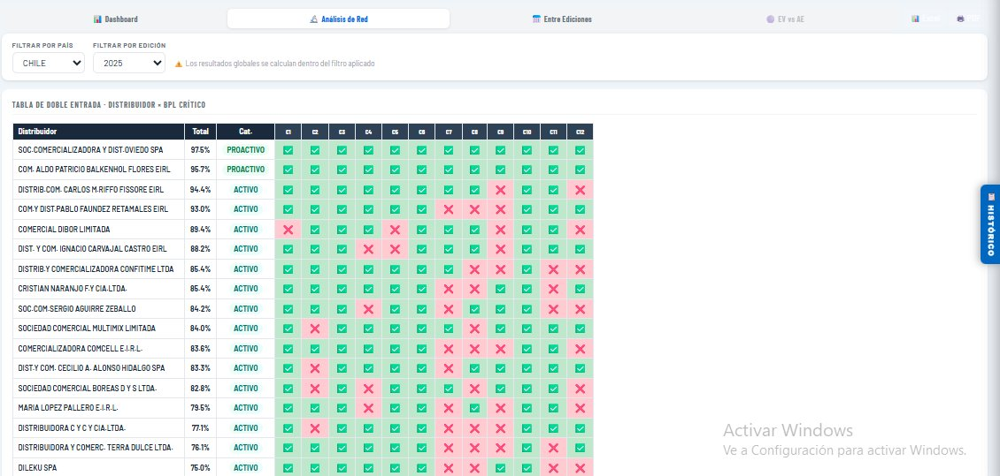 Dashboard
Análisis de Red
Entre Ediciones
EV vs AE
Excel
PDF
FILTRAR POR PAÍS
FILTRAR POR EDICIÓN
CHILE
2025
Los resultados globales se calculan dentro del filtro aplicado
TABLA DE DOBLE ENTRADA · DISTRIBUIDOR × BPL CRÍTICO
Distribuidor Total Cat. C1 C2 C3 C4 C5 C6 C7 C8 C9 C10 C11 C12
SOC.COMERCIALIZADORA Y DIST.OVIEDO SPA 97.5% PROACTIVO
COM. ALDO PATRICIO BALKENHOL FLORES EIRL 95.7% PROACTIVO
DISTRIB.COM. CARLOS M.RIFFO FISSORE EIRL 94.4% ACTIVO
COM.Y DIST.PABLO FAUNDEZ RETAMALES EIRL 93.0% ACTIVO
COMERCIAL DIBOR LIMITADA 89.4% ACTIVO
DIST. Y COM. IGNACIO CARVAJAL CASTRO EIRL 88.2% ACTIVO
DISTRIB.Y COMERCIALIZADORA CONFITIME LTDA 85.4% ACTIVO
CRISTIAN NARANJO F.Y CIA.LTDA. 85.4% ACTIVO
SOC.COM.SERGIO AGUIRRE ZEBALLO 84.2% ACTIVO
SOCIEDAD COMERCIAL MULTIMIX LIMITADA 84.0% ACTIVO
COMERCIALIZADORA COMCELL E.I.R.L. 83.6% ACTIVO
DIST.Y COM. CECILIO A. ALONSO HIDALGO SPA 83.3% ACTIVO
SOCIEDAD COMERCIAL BOREAS D Y S LTDA. 82.8% ACTIVO
MARIA LOPEZ PALLERO E.I.R.L. 79.5% ACTIVO
DISTRIBUIDORA C Y C Y CIA.LTDA. 77.1% ACTIVO
DISTRIBUIDORA Y COMERC. TERRA DULCE LTDA. 76.1% ACTIVO
DILEKU SPA 75.0% ACTIVO
HISTÓRICO
Activar Windows
Ve a Configuración para activar Windows.